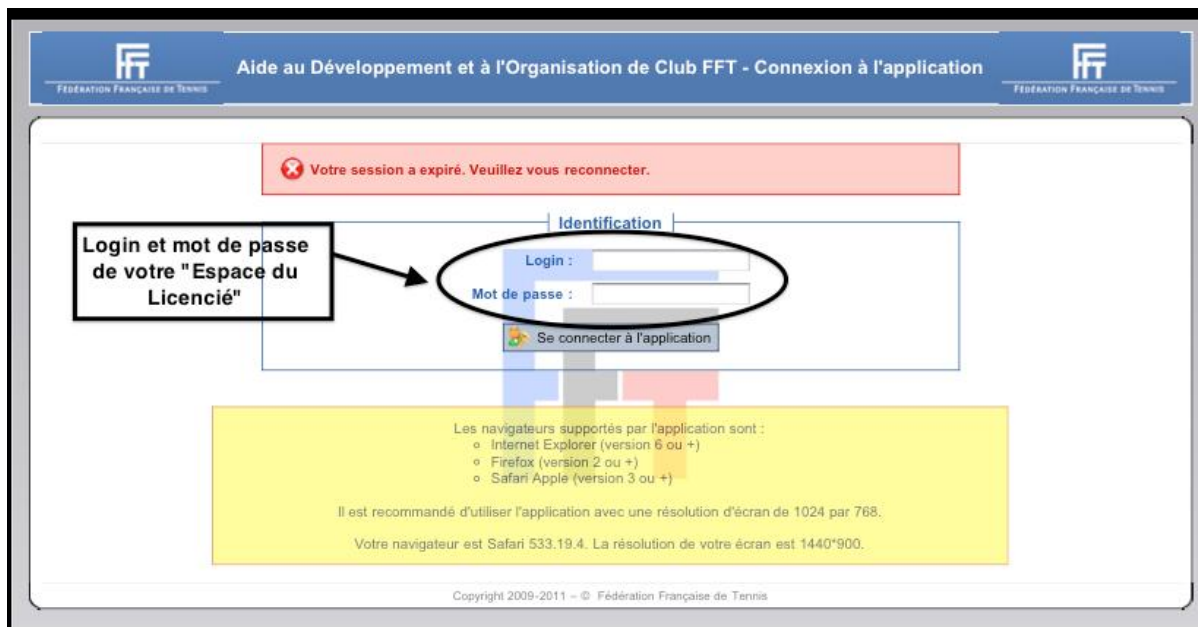 FFT
FÉDÉRATION FRANÇAISE DE TENNIS
Aide au Développement et à l'Organisation de Club FFT - Connexion à l'application
FFT
FÉDÉRATION FRANÇAISE DE TENNIS
Votre session a expiré. Veuillez vous reconnecter.
Identification
Login et mot de passe
de votre "Espace du
Licencié"
Login :
Mot de passe :
Se connecter à l'application
Les navigateurs supportés par l'application sont :
Internet Explorer (version 6 ou +)
Firefox (version 2 ou +)
Safari Apple (version 3 ou +)
Il est recommandé d'utiliser l'application avec une résolution d'écran de 1024 par 768.
Votre navigateur est Safari 533.19.4. La résolution de votre écran est 1440*900.
Copyright 2009-2011 – © Fédération Française de Tennis